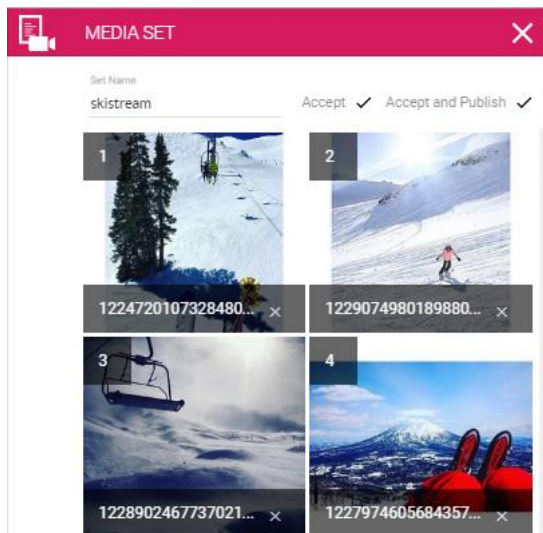 MEDIA SET
Set Name
skistream
Accept
Accept and Publish
1
2
1224720107328480...
1229074980189880...
3
4
1228902467737021...
1227974605684357...